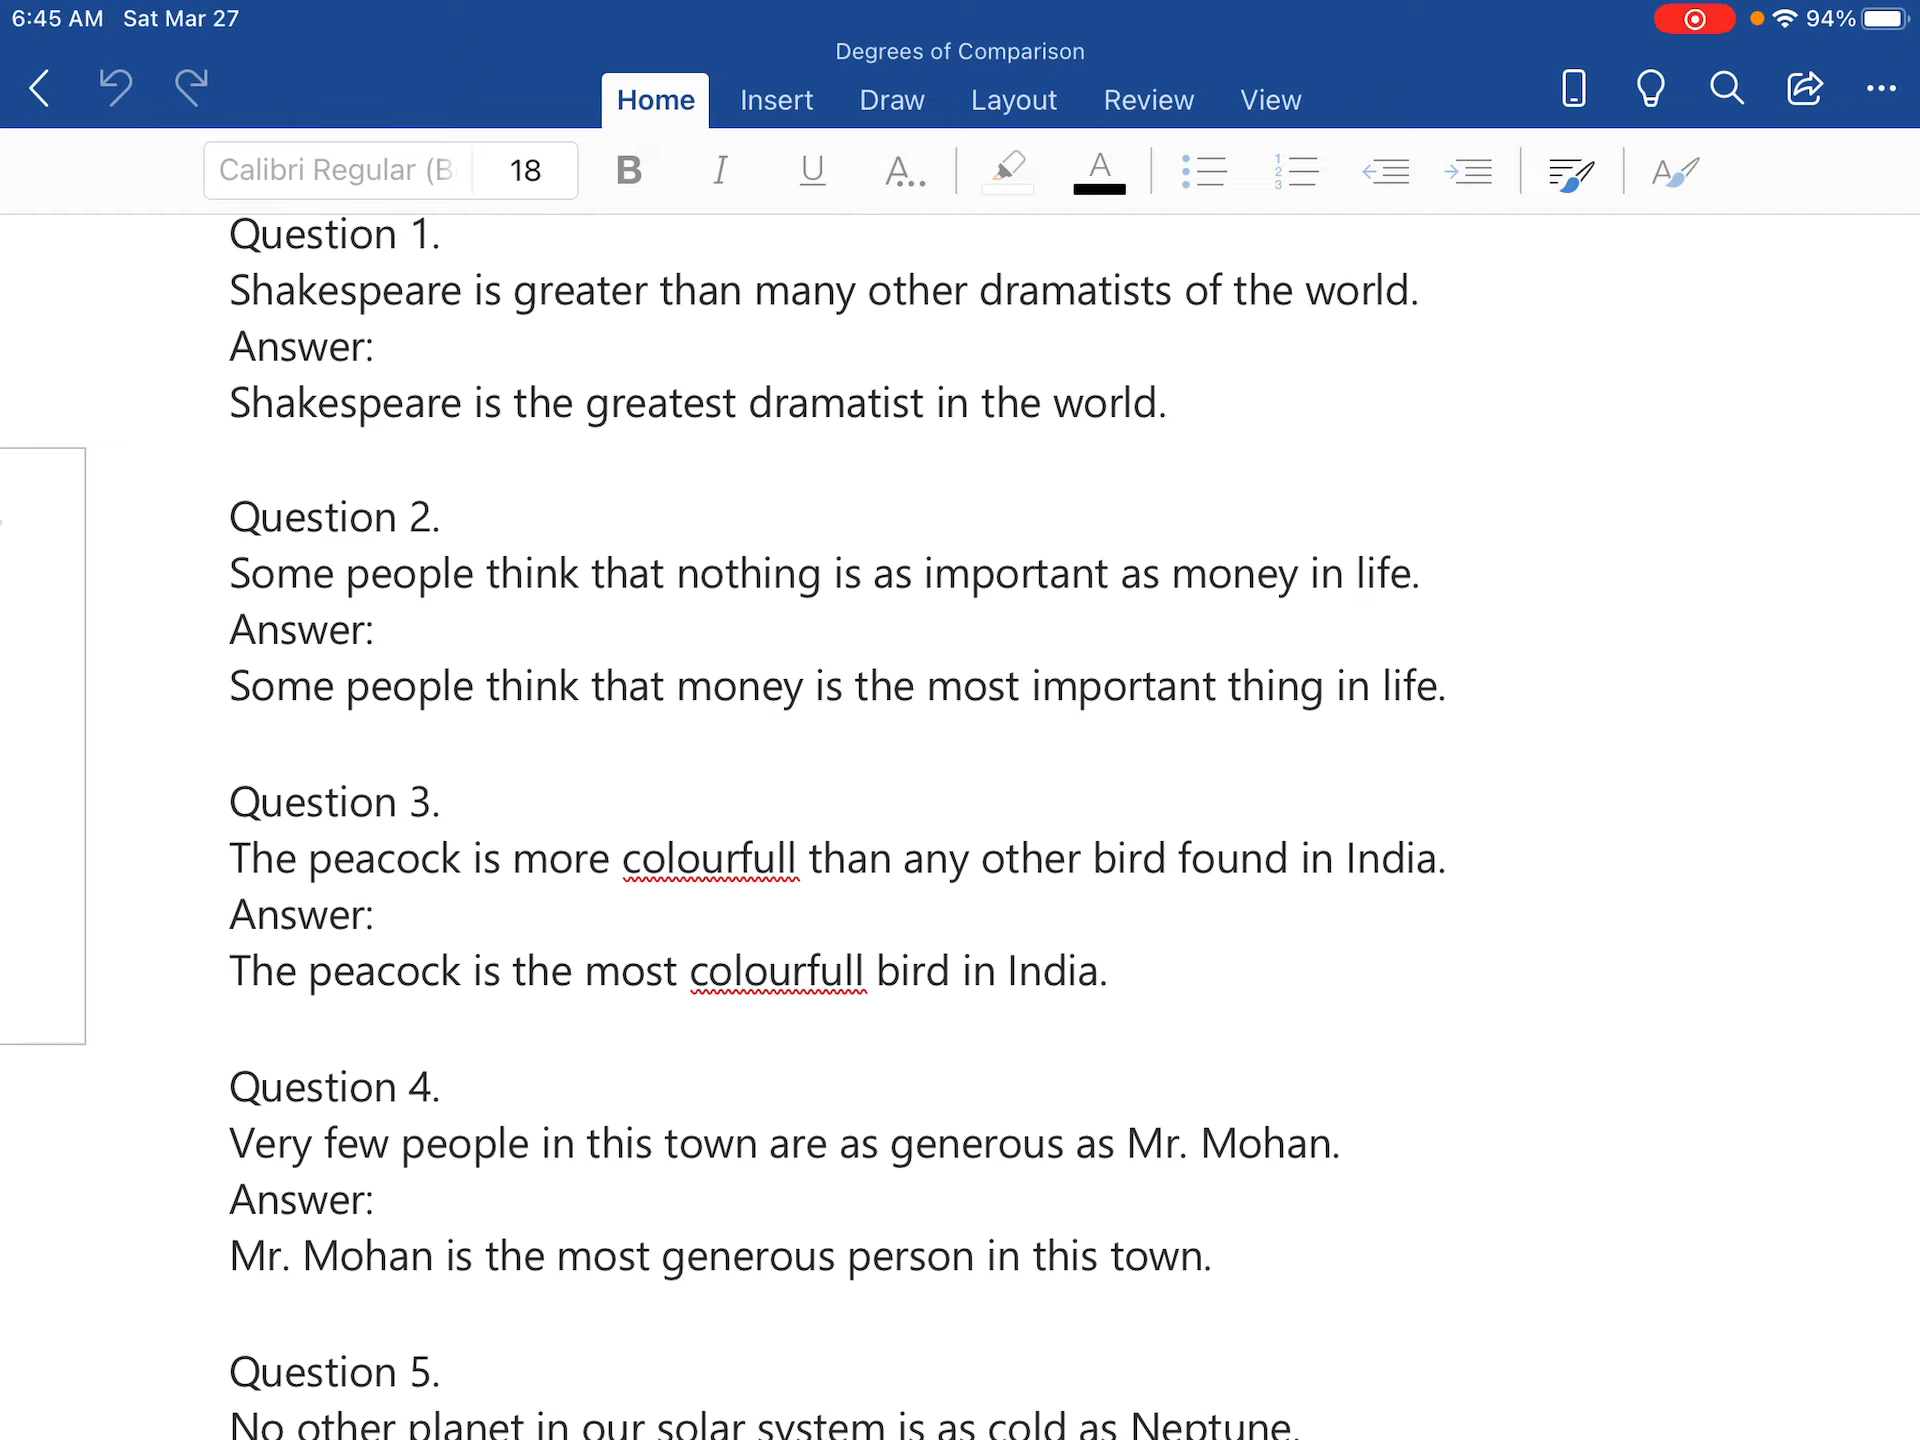 6:45 AM Sat Mar 27
94%
Degrees of Comparison
Home Insert Draw Layout Review View
Calibri Regular (B 18 B I U A... A
Question 1.
Shakespeare is greater than many other dramatists of the world.
Answer:
Shakespeare is the greatest dramatist in the world.
Question 2.
Some people think that nothing is as important as money in life.
Answer:
Some people think that money is the most important thing in life.
Question 3.
The peacock is more colourfull than any other bird found in India.
Answer:
The peacock is the most colourfull bird in India.
Question 4.
Very few people in this town are as generous as Mr. Mohan.
Answer:
Mr. Mohan is the most generous person in this town.
Question 5.
No other planet in our solar system is as cold as Neptune.